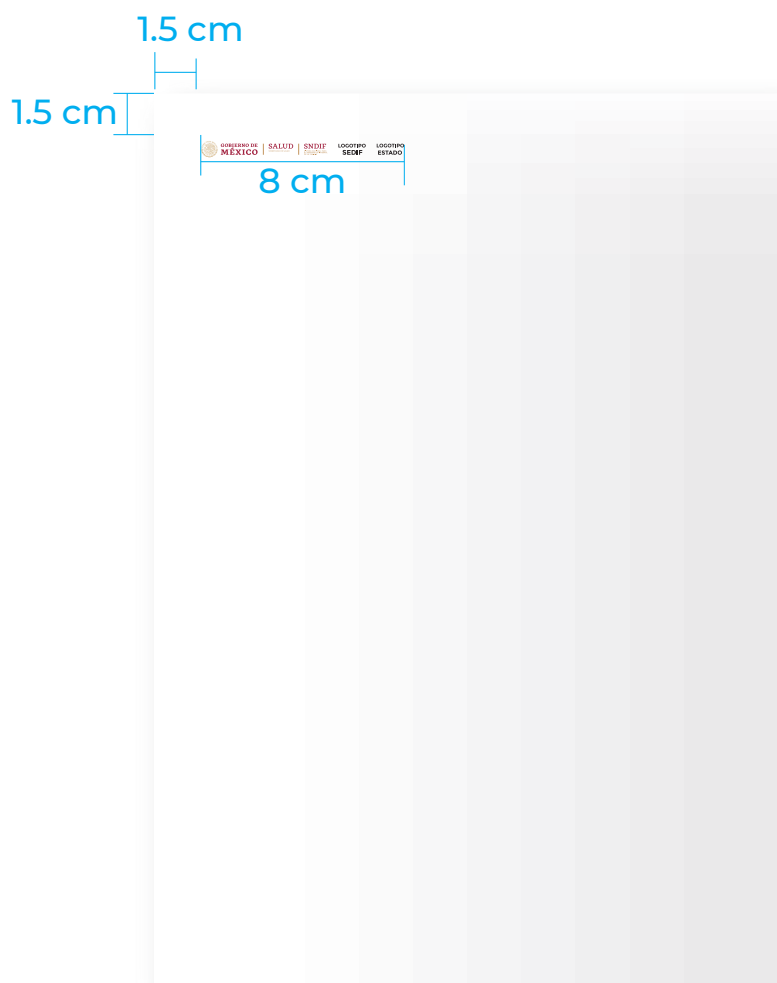 1.5 cm
1.5 cm
GOBIERNO DE
MÉXICO
SALUD
SNDIF
LOGOTIPO
SEDIF
LOGOTIPO
ESTADO
8 cm